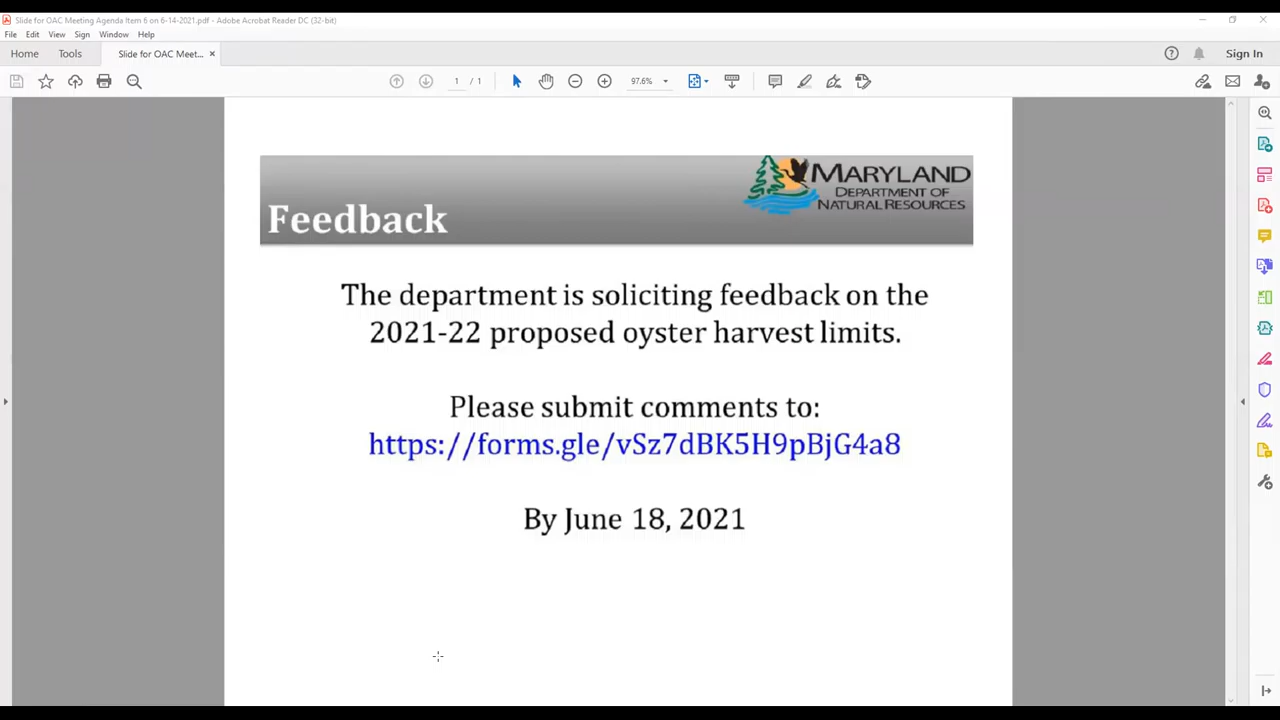 Slide for OAC Meeting Agenda Item 6 on 6-14-2021.pdf - Adobe Acrobat Reader DC (32-bit)
File Edit View Sign Window Help
Home Tools Slide for OAC Meet... × Sign In
1 / 1 97.6%
MARYLAND
DEPARTMENT OF
NATURAL RESOURCES
Feedback
The department is soliciting feedback on the
2021-22 proposed oyster harvest limits.
Please submit comments to:
https://forms.gle/vSz7dBK5H9pBjG4a8
By June 18, 2021